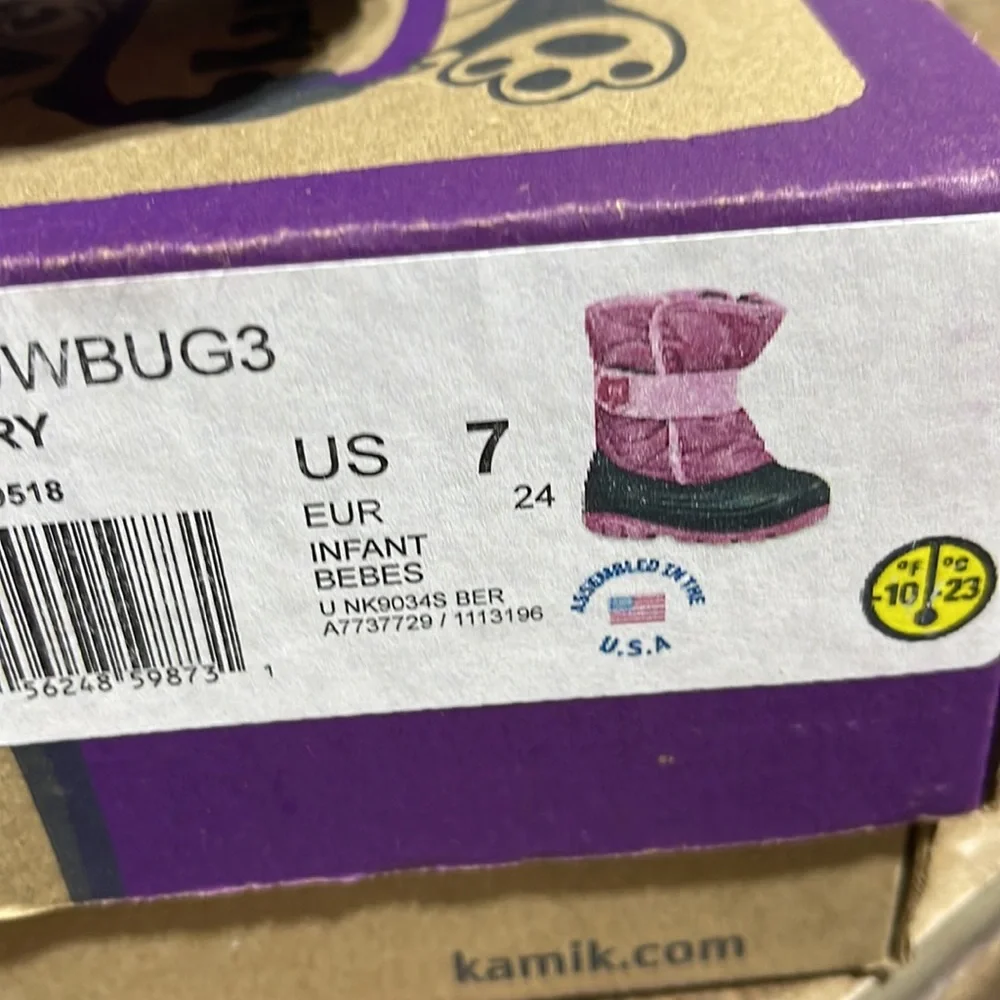 WBUG3
RY
9518
US 7
EUR 24
INFANT
BEBES
U NK9034S BER
A7737729 / 1113196
56248 59873 1
ASSEMBLED IN THE
U.S.A
°F °C
-10 -23
kamik.com